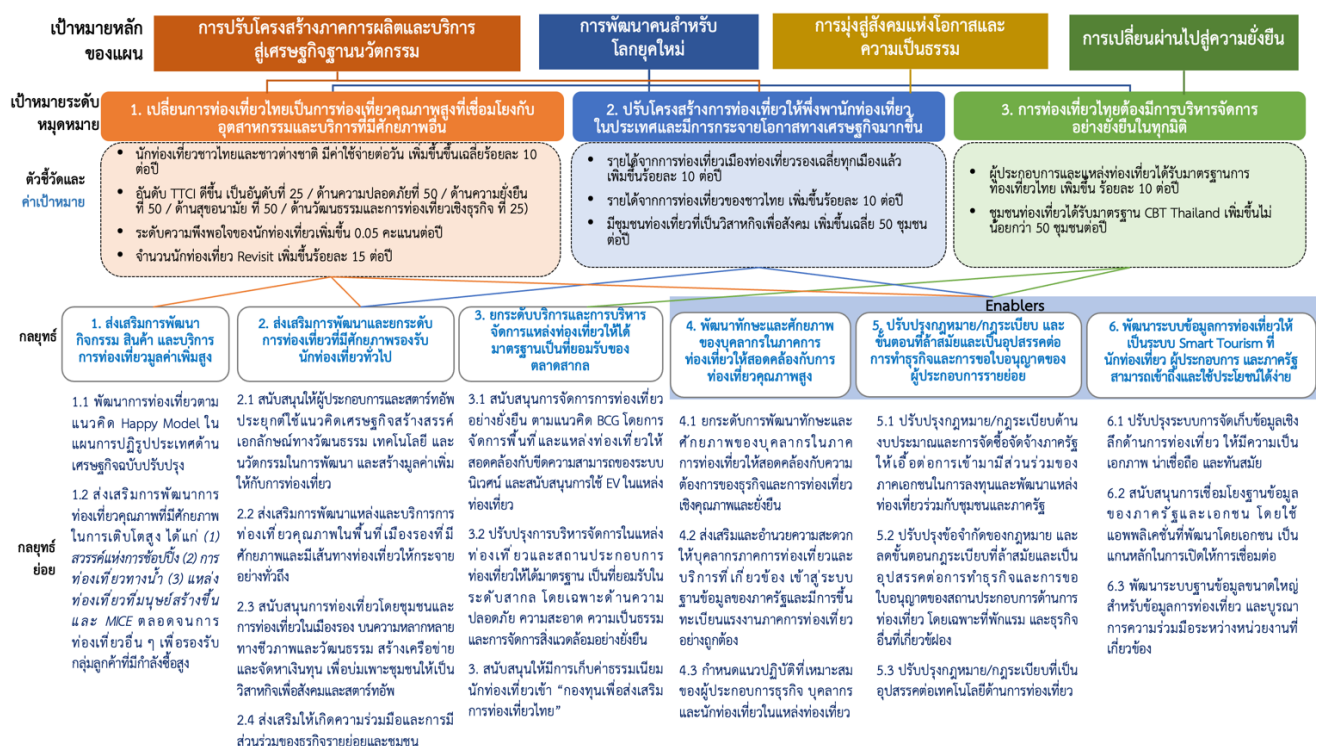 เป้าหมายหลัก
ของแผน
การปรับโครงสร้างภาคการผลิตและบริการ
สู่เศรษฐกิจฐานนวัตกรรม
การพัฒนาคนสำหรับ
โลกยุคใหม่
การมุ่งสู่สังคมแห่งโอกาสและ
ความเป็นธรรม
การเปลี่ยนผ่านไปสู่ความยั่งยืน
เป้าหมายระดับ
หมุดหมาย
1. เปลี่ยนการท่องเที่ยวไทยเป็นการท่องเที่ยวคุณภาพสูงที่เชื่อมโยงกับ
อุตสาหกรรมและบริการที่มีศักยภาพอื่น
2. ปรับโครงสร้างการท่องเที่ยวให้พึ่งพานักท่องเที่ยว
ในประเทศและมีการกระจายโอกาสทางเศรษฐกิจมากขึ้น
3. การท่องเที่ยวไทยต้องมีการบริหารจัดการ
อย่างยั่งยืนในทุกมิติ
ตัวชี้วัดและ
ค่าเป้าหมาย
• นักท่องเที่ยวชาวไทยและชาวต่างชาติ มีค่าใช้จ่ายต่อวัน เพิ่มขึ้นขึ้นเฉลี่ยร้อยละ 10
ต่อปี
• อันดับ TTCI ดีขึ้น เป็นอันดับที่ 25 / ด้านความปลอดภัยที่ 50 / ด้านความยั่งยืน
ที่ 50 / ด้านสุขอนามัย ที่ 50 / ด้านวัฒนธรรมและการท่องเที่ยวเชิงธุรกิจ ที่ 25)
• ระดับความพึงพอใจของนักท่องเที่ยวเพิ่มขึ้น 0.05 คะแนนต่อปี
• จำนวนนักท่องเที่ยว Revisit เพิ่มขึ้นร้อยละ 15 ต่อปี
• รายได้จากการท่องเที่ยวเมืองท่องเที่ยวรองเฉลี่ยทุกเมืองแล้ว
เพิ่มขึ้นร้อยละ 10 ต่อปี
• รายได้จากการท่องเที่ยวของชาวไทย เพิ่มขึ้นร้อยละ 10 ต่อปี
• มีชุมชนท่องเที่ยวที่เป็นวิสาหกิจเพื่อสังคม เพิ่มขึ้นเฉลี่ย 50 ชุมชน
ต่อปี
• ผู้ประกอบการและแหล่งท่องเที่ยวได้รับมาตรฐานการ
ท่องเที่ยวไทย เพิ่มขึ้น ร้อยละ 10 ต่อปี
• ชุมชนท่องเที่ยวได้รับมาตรฐาน CBT Thailand เพิ่มขึ้นไม่
น้อยกว่า 50 ชุมชนต่อปี
Enablers
กลยุทธ์
1. ส่งเสริมการพัฒนา
กิจกรรม สินค้า และบริการ
การท่องเที่ยวมูลค่าเพิ่มสูง
2. ส่งเสริมการพัฒนาและยกระดับ
การท่องเที่ยวที่มีศักยภาพรองรับ
นักท่องเที่ยวทั่วไป
3. ยกระดับบริการและการบริหาร
จัดการแหล่งท่องเที่ยวให้ได้
มาตรฐานเป็นที่ยอมรับของ
ตลาดสากล
4. พัฒนาทักษะและศักยภาพ
ของบุคลากรในภาคการ
ท่องเที่ยวให้สอดคล้องกับการ
ท่องเที่ยวคุณภาพสูง
5. ปรับปรุงกฎหมาย/กฎระเบียบ และ
ขั้นตอนที่ล้าสมัยและเป็นอุปสรรคต่อ
การทำธุรกิจและการขอใบอนุญาตของ
ผู้ประกอบการรายย่อย
6. พัฒนาระบบข้อมูลการท่องเที่ยวให้
เป็นระบบ Smart Tourism ที่
นักท่องเที่ยว ผู้ประกอบการ และภาครัฐ
สามารถเข้าถึงและใช้ประโยชน์ได้ง่าย
กลยุทธ์
ย่อย
1.1 พัฒนาการท่องเที่ยวตาม
แนวคิด Happy Model ใน
แผนการปฏิรูปประเทศด้าน
เศรษฐกิจฉบับปรับปรุง
1.2 ส่งเสริมการพัฒนาการ
ท่องเที่ยวคุณภาพที่มีศักยภาพ
ในการเติบโตสูง ได้แก่ (1)
สวรรค์แห่งการช้อปปิ้ง (2) การ
ท่องเที่ยวทางน้ำ (3) แหล่ง
ท่องเที่ยวที่มนุษย์สร้างขึ้น
และ MICE ตลอดจนการ
ท่องเที่ยวอื่น ๆ เพื่อรองรับ
กลุ่มลูกค้าที่มีกำลังซื้อสูง
2.1 สนับสนุนให้ผู้ประกอบการและสตาร์ทอัพ
ประยุกต์ใช้แนวคิดเศรษฐกิจสร้างสรรค์
เอกลักษณ์ทางวัฒนธรรม เทคโนโลยี และ
นวัตกรรมในการพัฒนา และสร้างมูลค่าเพิ่ม
ให้กับการท่องเที่ยว
2.2 ส่งเสริมการพัฒนาแหล่งและบริการการ
ท่องเที่ยวคุณภาพในพื้นที่เมืองรองที่มี
ศักยภาพและมีเส้นทางท่องเที่ยวให้กระจาย
อย่างทั่วถึง
2.3 สนับสนุนการท่องเที่ยวโดยชุมชนและ
การท่องเที่ยวในเมืองรอง บนความหลากหลาย
ทางชีวภาพและวัฒนธรรม สร้างเครือข่าย
และจัดหาเงินทุน เพื่อบ่มเพาะชุมชนให้เป็น
วิสาหกิจเพื่อสังคมและสตาร์ทอัพ
2.4 ส่งเสริมให้เกิดความร่วมมือและการมี
ส่วนร่วมของธุรกิจรายย่อยและชุมชน
3.1 สนับสนุนการจัดการการท่องเที่ยว
อย่างยั่งยืน ตามแนวคิด BCG โดยการ
จัดการพื้นที่และแหล่งท่องเที่ยวให้
สอดคล้องกับขีดความสามารถของระบบ
นิเวศน์ และสนับสนุนการใช้ EV ในแหล่ง
ท่องเที่ยว
3.2 ปรับปรุงการบริหารจัดการในแหล่ง
ท่องเที่ยวและสถานประกอบการ
ท่องเที่ยวให้ได้มาตรฐาน เป็นที่ยอมรับใน
ระดับสากล โดยเฉพาะด้านความ
ปลอดภัย ความสะอาด ความเป็นธรรม
และการจัดการสิ่งแวดล้อมอย่างยั่งยืน
3. สนับสนุนให้มีการเก็บค่าธรรมเนียม
นักท่องเที่ยวเข้า "กองทุนเพื่อส่งเสริม
การท่องเที่ยวไทย"
4.1 ยกระดับการพัฒนาทักษะและ
ศักยภาพของบุคลากรในภาค
การท่องเที่ยวให้สอดคล้องกับความ
ต้องการของธุรกิจและการท่องเที่ยว
เชิงคุณภาพและยั่งยืน
4.2 ส่งเสริมและอำนวยความสะดวก
ให้บุคลากรภาคการท่องเที่ยวและ
บริการที่เกี่ยวข้อง เข้าสู่ระบบ
ฐานข้อมูลของภาครัฐและมีการขึ้น
ทะเบียนแรงงานภาคการท่องเที่ยว
อย่างถูกต้อง
4.3 กำหนดแนวปฏิบัติที่เหมาะสม
ของผู้ประกอบการธุรกิจ บุคลากร
และนักท่องเที่ยวในแหล่งท่องเที่ยว
5.1 ปรับปรุงกฎหมาย/กฎระเบียบด้าน
งบประมาณและการจัดซื้อจัดจ้างภาครัฐ
ให้เอื้อต่อการเข้ามามีส่วนร่วมของ
ภาคเอกชนในการลงทุนและพัฒนาแหล่ง
ท่องเที่ยวร่วมกับชุมชนและภาครัฐ
5.2 ปรับข้อจำกัดของกฎหมาย และ
ลดขั้นตอนกฎระเบียบที่ล้าสมัยและเป็น
อุปสรรคต่อการทำธุรกิจและการขอ
ใบอนุญาตของสถานประกอบการด้านการ
ท่องเที่ยว โดยเฉพาะที่พักแรม และธุรกิจ
อื่นที่เกี่ยวข้อง
5.3 ปรับปรุงกฎหมาย/กฎระเบียบที่เป็น
อุปสรรคต่อเทคโนโลยีด้านการท่องเที่ยว
6.1 ปรับปรุงระบบการจัดเก็บข้อมูลเชิง
ลึกด้านการท่องเที่ยว ให้มีความเป็น
เอกภาพ น่าเชื่อถือ และทันสมัย
6.2 สนับสนุนการเชื่อมโยงฐานข้อมูล
ของภาครัฐและเอกชน โดยใช้
แอพพลิเคชั่นที่พัฒนาโดยเอกชน เป็น
แกนหลักในการเปิดให้การเชื่อมต่อ
6.3 พัฒนาระบบฐานข้อมูลขนาดใหญ่
สำหรับข้อมูลการท่องเที่ยว และบูรณา
การความร่วมมือระหว่างหน่วยงานที่
เกี่ยวข้อง